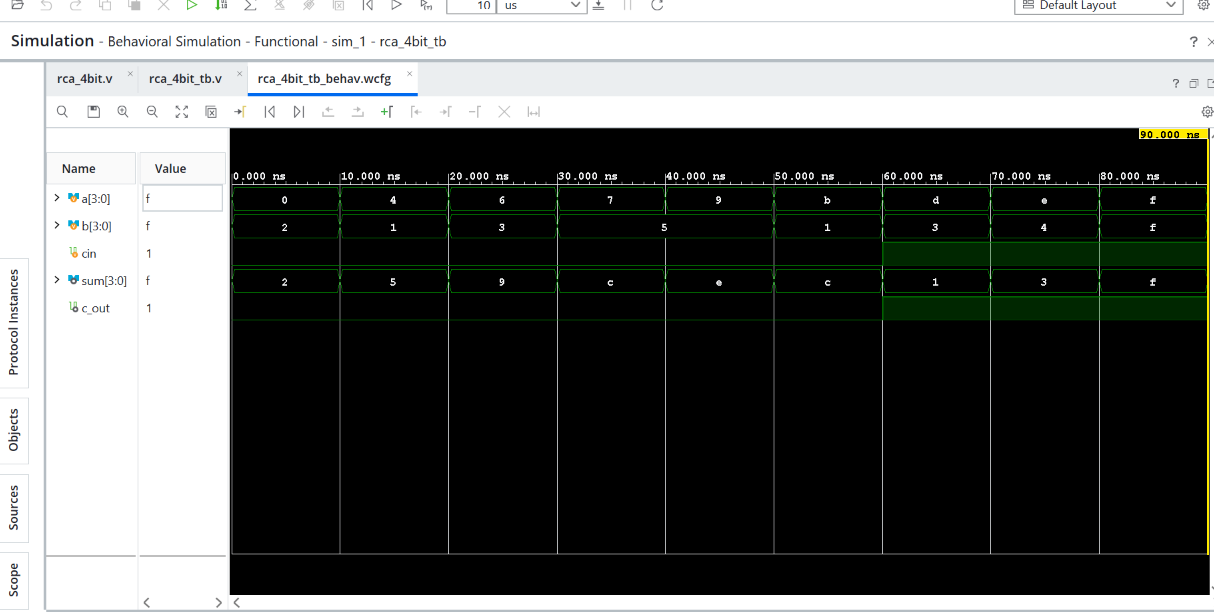 10 us Default Layout
Simulation - Behavioral Simulation - Functional - sim_1 - rca_4bit_tb ? ×
rca_4bit.v × rca_4bit_tb.v × rca_4bit_tb_behav.wcfg × ?
90.000 ns
Name Value
0.000 ns 10.000 ns 20.000 ns 30.000 ns 40.000 ns 50.000 ns 60.000 ns 70.000 ns 80.000 ns
a[3:0] f 0 4 6 7 9 b d e f
b[3:0] f 2 1 3 5 1 3 4 f
cin 1
sum[3:0] f 2 5 9 c e c 1 3 f
c_out 1
Protocol Instances
Objects
Sources
Scope